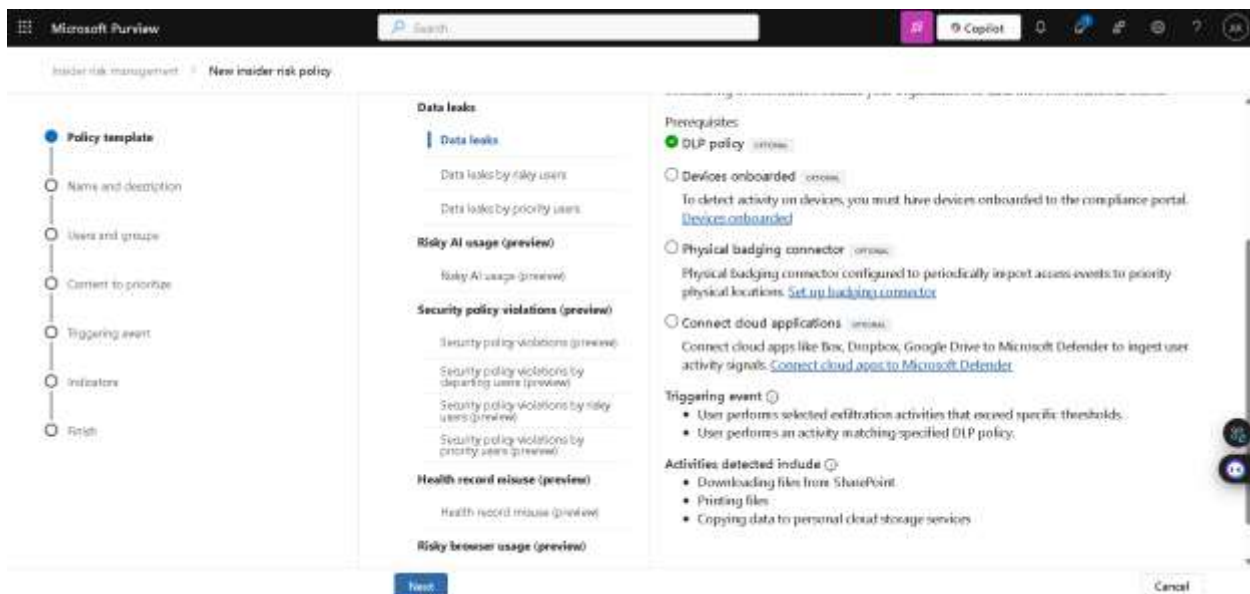 Microsoft Purview
Search
Copilot
?
Insider risk management
New insider risk policy
Policy template
Name and description
Users and groups
Content to prioritize
Triggering event
Indicators
Finish
Data leaks
Data leaks
Data leaks by risky users
Data leaks by priority users
Risky AI usage (preview)
Risky AI usage (preview)
Security policy violations (preview)
Security policy violations (preview)
Security policy violations by
departing users (preview)
Security policy violations by risky
users (preview)
Security policy violations by
priority users (preview)
Health record misuse (preview)
Health record misuse (preview)
Risky browser usage (preview)
Prerequisites
DLP policy OPTIONAL
Devices onboarded OPTIONAL
To detect activity on devices, you must have devices onboarded to the compliance portal.
Devices onboarded
Physical badging connector OPTIONAL
Physical badging connector configured to periodically import access events to priority
physical locations. Set up badging connector
Connect cloud applications OPTIONAL
Connect cloud apps like Box, Dropbox, Google Drive to Microsoft Defender to ingest user
activity signals. Connect cloud apps to Microsoft Defender
Triggering event
• User performs selected exfiltration activities that exceed specific thresholds.
• User performs an activity matching specified DLP policy.
Activities detected include
• Downloading files from SharePoint
• Printing files
• Copying data to personal cloud storage services
Next
Cancel